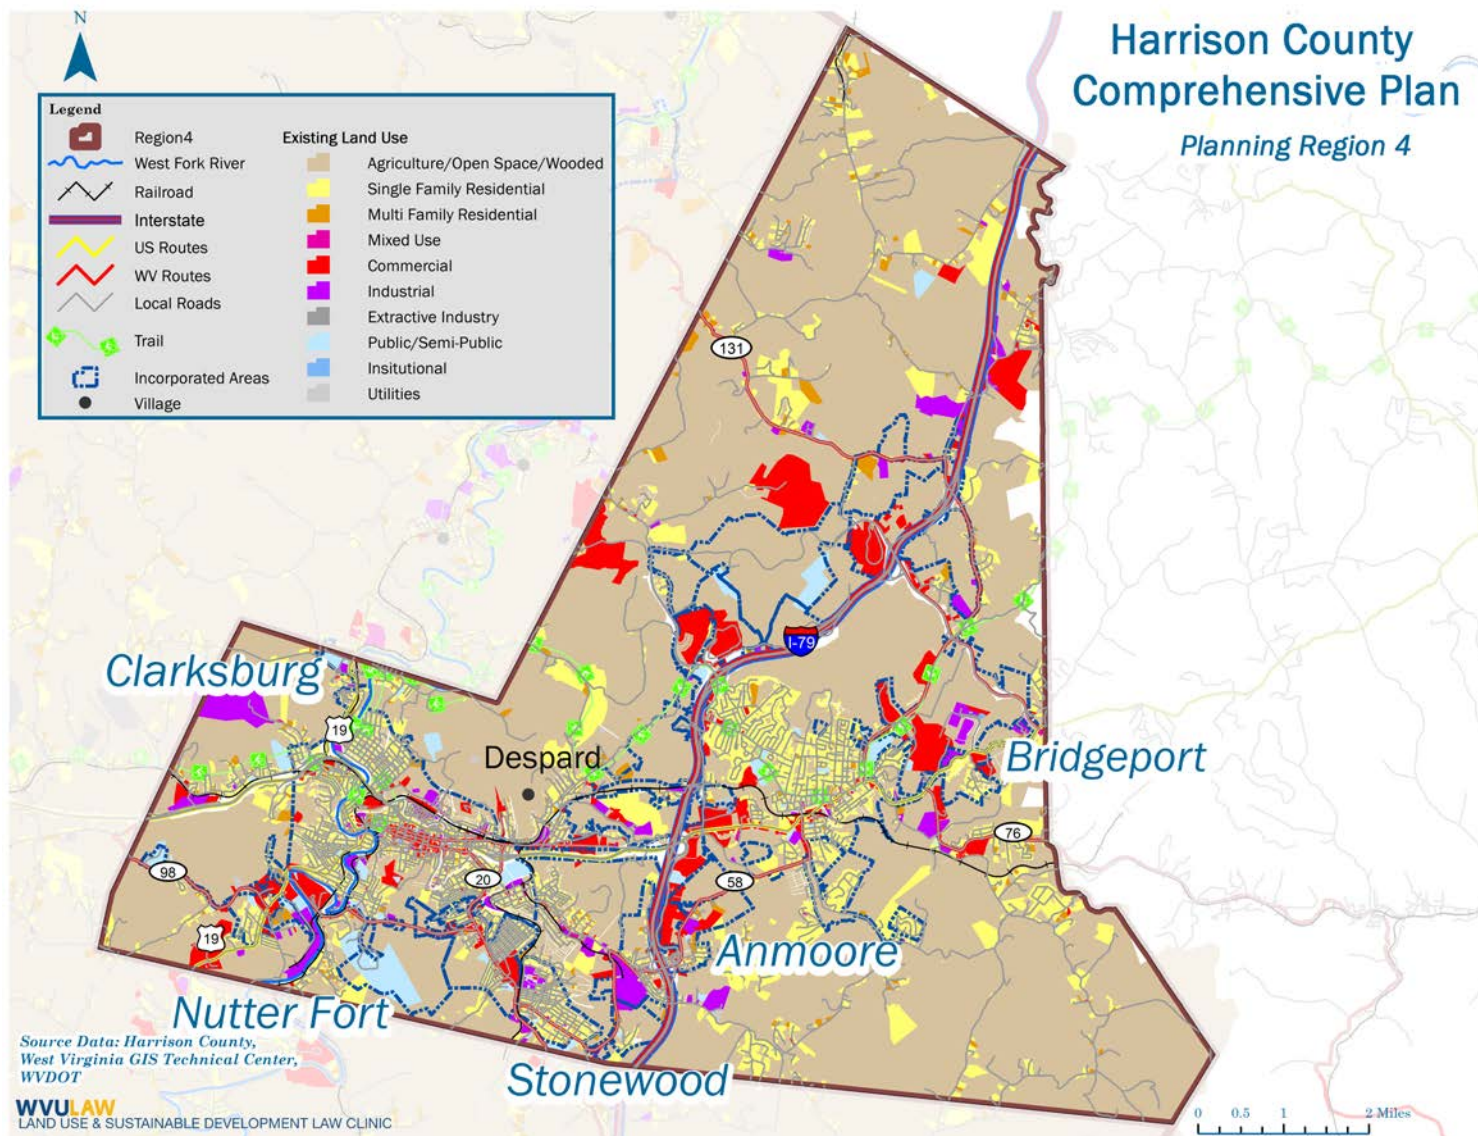 Harrison County
Comprehensive Plan
Planning Region 4
N
Legend
Region4
West Fork River
Railroad
Interstate
US Routes
WV Routes
Local Roads
Trail
Incorporated Areas
Village
Existing Land Use
Agriculture/Open Space/Wooded
Single Family Residential
Multi Family Residential
Mixed Use
Commercial
Industrial
Extractive Industry
Public/Semi-Public
Insitutional
Utilities
131
I-79
Clarksburg
19
Despard
Bridgeport
76
98
20
58
19
Anmoore
Nutter Fort
Stonewood
Source Data: Harrison County,
West Virginia GIS Technical Center,
WVDOT
WVULAW
LAND USE & SUSTAINABLE DEVELOPMENT LAW CLINIC
0 0.5 1 2 Miles